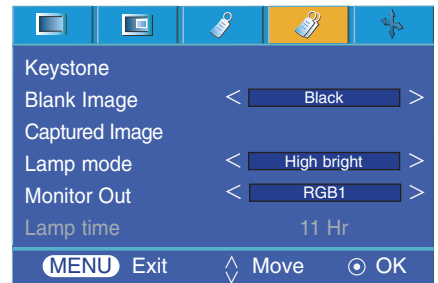 Keystone
Blank Image < Black >
Captured Image
Lamp mode < High bright >
Monitor Out < RGB1 >
Lamp time 11 Hr
MENU Exit Move OK